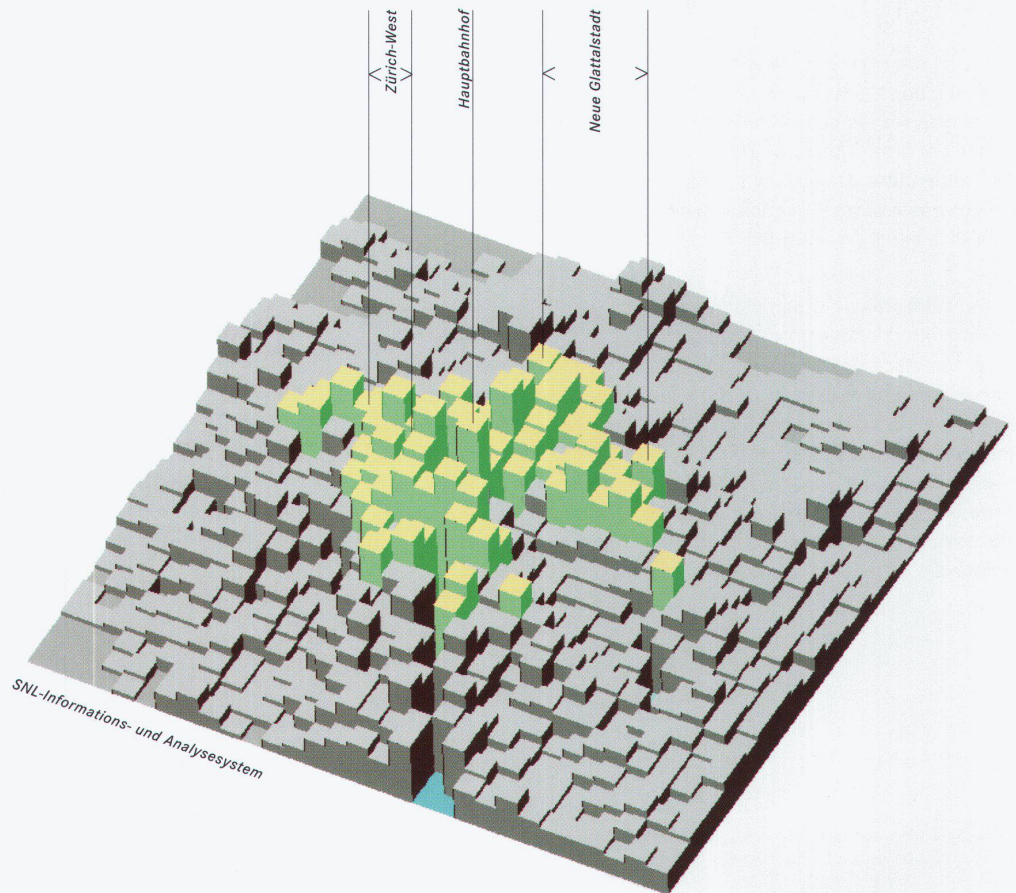 Zürich-West
Hauptbahnhof
Neue Glattalstadt
SNL-Informations- und Analysesystem